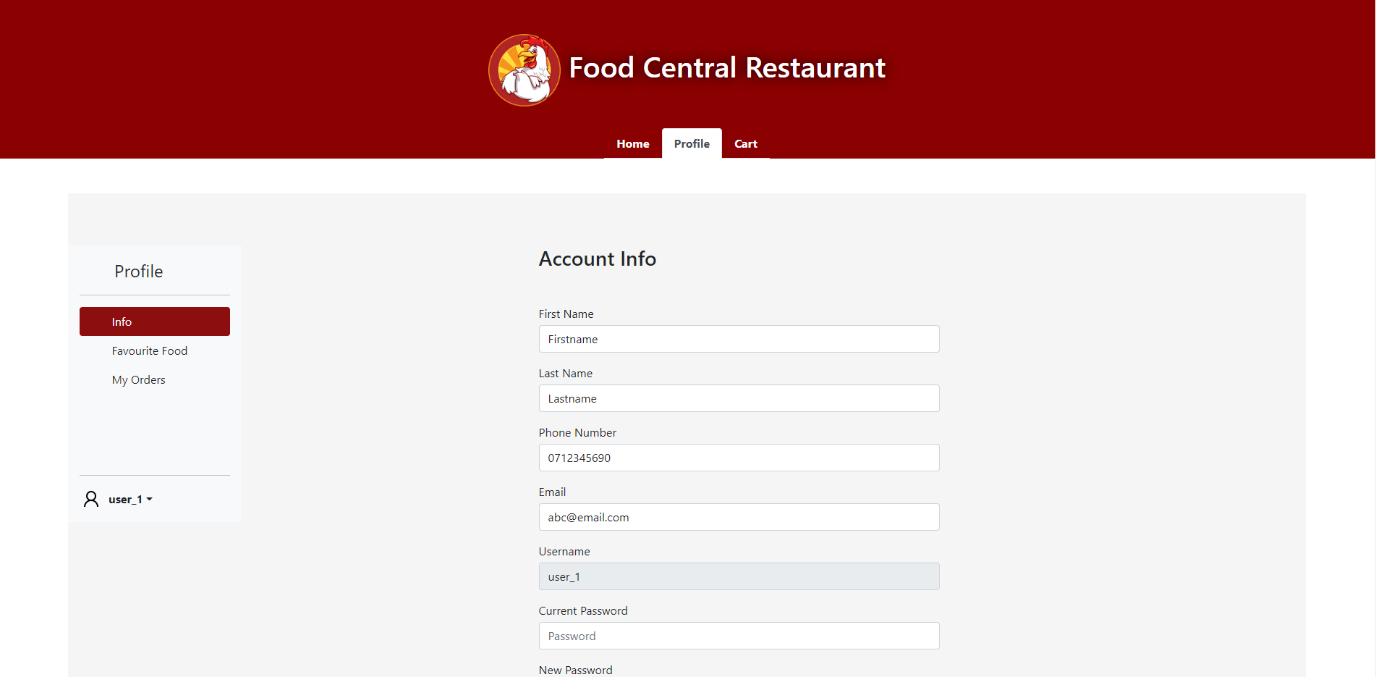 Food Central Restaurant
Home Profile Cart
Profile
Info
Favourite Food
My Orders
user_1
Account Info
First Name
Firstname
Last Name
Lastname
Phone Number
0712345690
Email
abc@email.com
Username
user_1
Current Password
Password
New Password